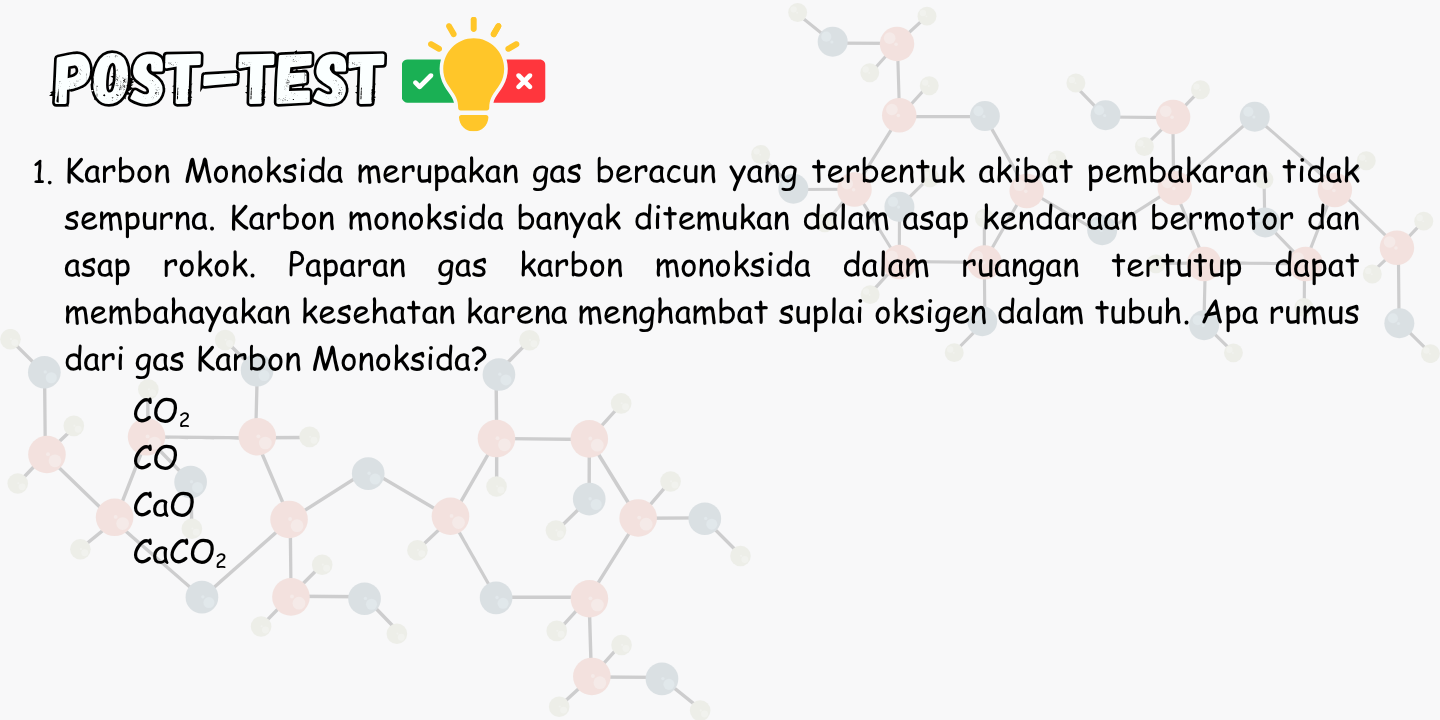 POST-TEST
1. Karbon Monoksida merupakan gas beracun yang terbentuk akibat pembakaran tidak
sempurna. Karbon monoksida banyak ditemukan dalam asap kendaraan bermotor dan
asap rokok. Paparan gas karbon monoksida dalam ruangan tertutup dapat
membahayakan kesehatan karena menghambat suplai oksigen dalam tubuh. Apa rumus
dari gas Karbon Monoksida?
CO₂
CO
CaO
CaCO₂